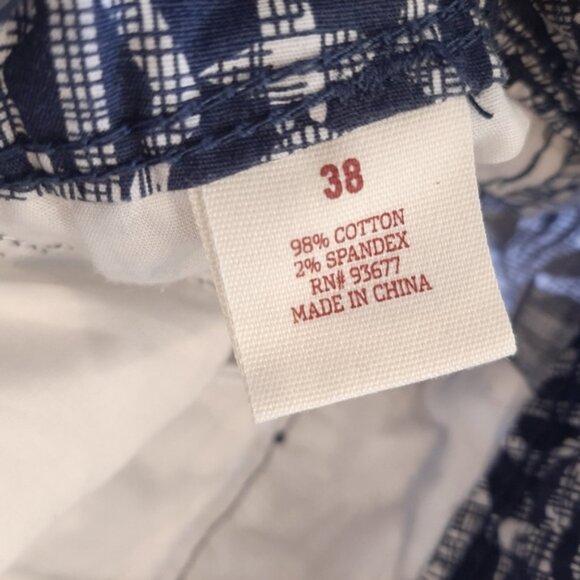 38
98% COTTON
2% SPANDEX
RN# 93677
MADE IN CHINA